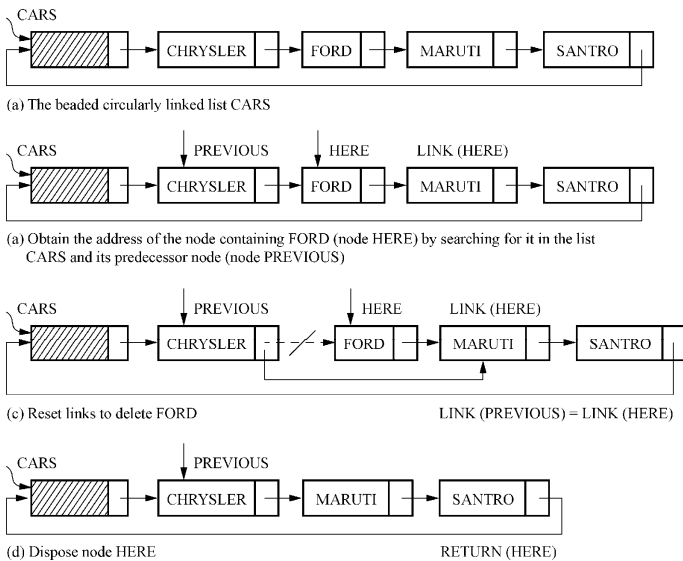 CARS
CHRYSLER FORD MARUTI SANTRO
(a) The beaded circularly linked list CARS
CARS PREVIOUS HERE LINK (HERE)
CHRYSLER FORD MARUTI SANTRO
(a) Obtain the address of the node containing FORD (node HERE) by searching for it in the list
CARS and its predecessor node (node PREVIOUS)
CARS PREVIOUS HERE LINK (HERE)
CHRYSLER FORD MARUTI SANTRO
(c) Reset links to delete FORD LINK (PREVIOUS) = LINK (HERE)
CARS PREVIOUS
CHRYSLER MARUTI SANTRO
(d) Dispose node HERE RETURN (HERE)